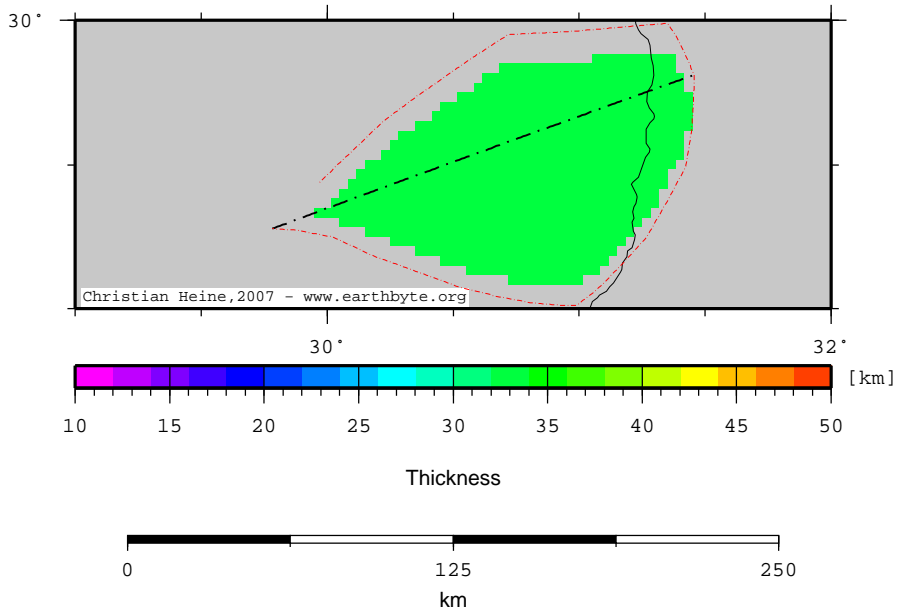 30°
Christian Heine,2007 - www.earthbyte.org
30° 32°
[km]
10 15 20 25 30 35 40 45 50
Thickness
0 125 250
km